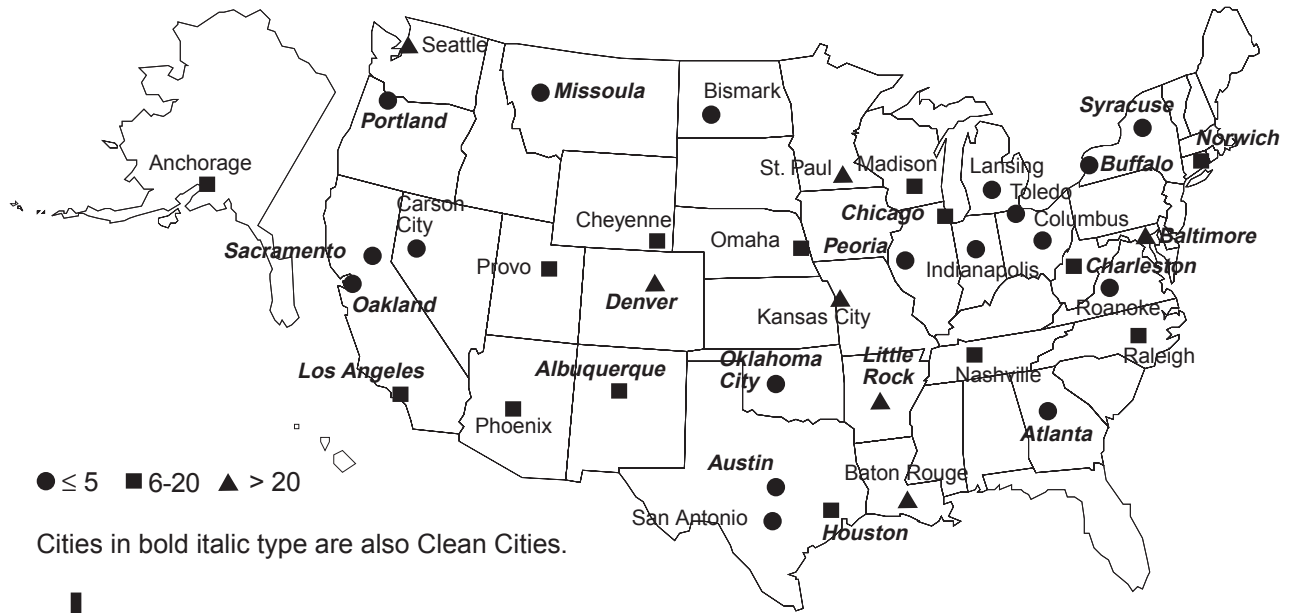 Seattle
Missoula
Bismark
Portland
Syracuse
Norwich
Anchorage
St. Paul
Madison
Lansing
Buffalo
Toledo
Carson
City
Chicago
Columbus
Cheyenne
Sacramento
Omaha
Peoria
Baltimore
Provo
Indianapolis
Charleston
Oakland
Denver
Kansas City
Roanoke
Los Angeles
Albuquerque
Oklahoma
City
Little
Rock
Nashville
Raleigh
Phoenix
Atlanta
Austin
Baton Rouge
≤ 5 6-20 > 20
San Antonio
Houston
Cities in bold italic type are also Clean Cities.